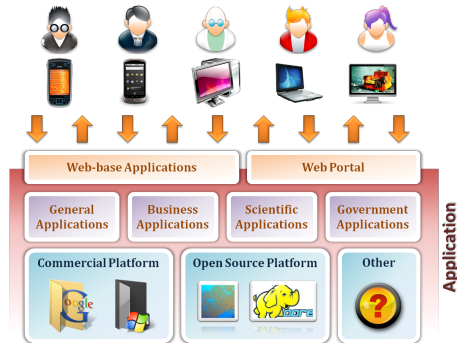 Web-base Applications
Web Portal
General
Applications
Business
Applications
Scientific
Applications
Government
Applications
Application
Commercial Platform
Open Source Platform
Other
Google
?